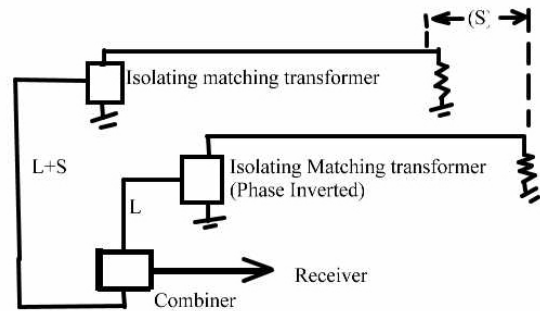 (S)
Isolating matching transformer
L+S
Isolating Matching transformer
(Phase Inverted)
L
Receiver
Combiner